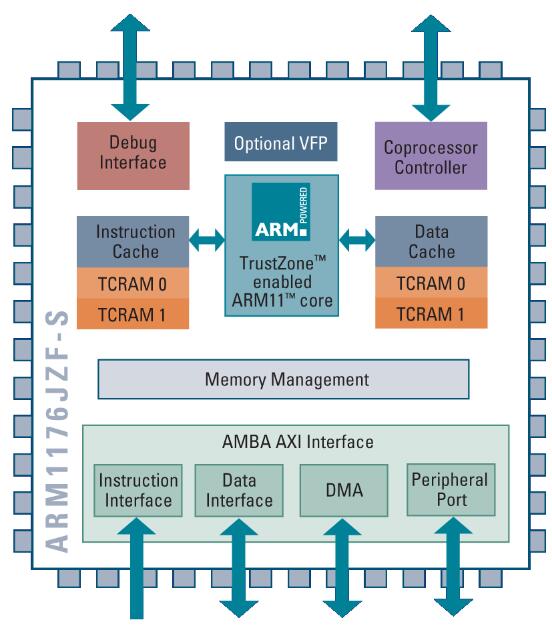 Debug
Interface
Optional VFP
Coprocessor
Controller
ARM
POWERED
Instruction
Cache
TrustZone™
enabled
ARM11™ core
Data
Cache
TCRAM 0
TCRAM 1
TCRAM 0
TCRAM 1
Memory Management
AMBA AXI Interface
Instruction
Interface
Data
Interface
DMA
Peripheral
Port
ARM1176JZF-S